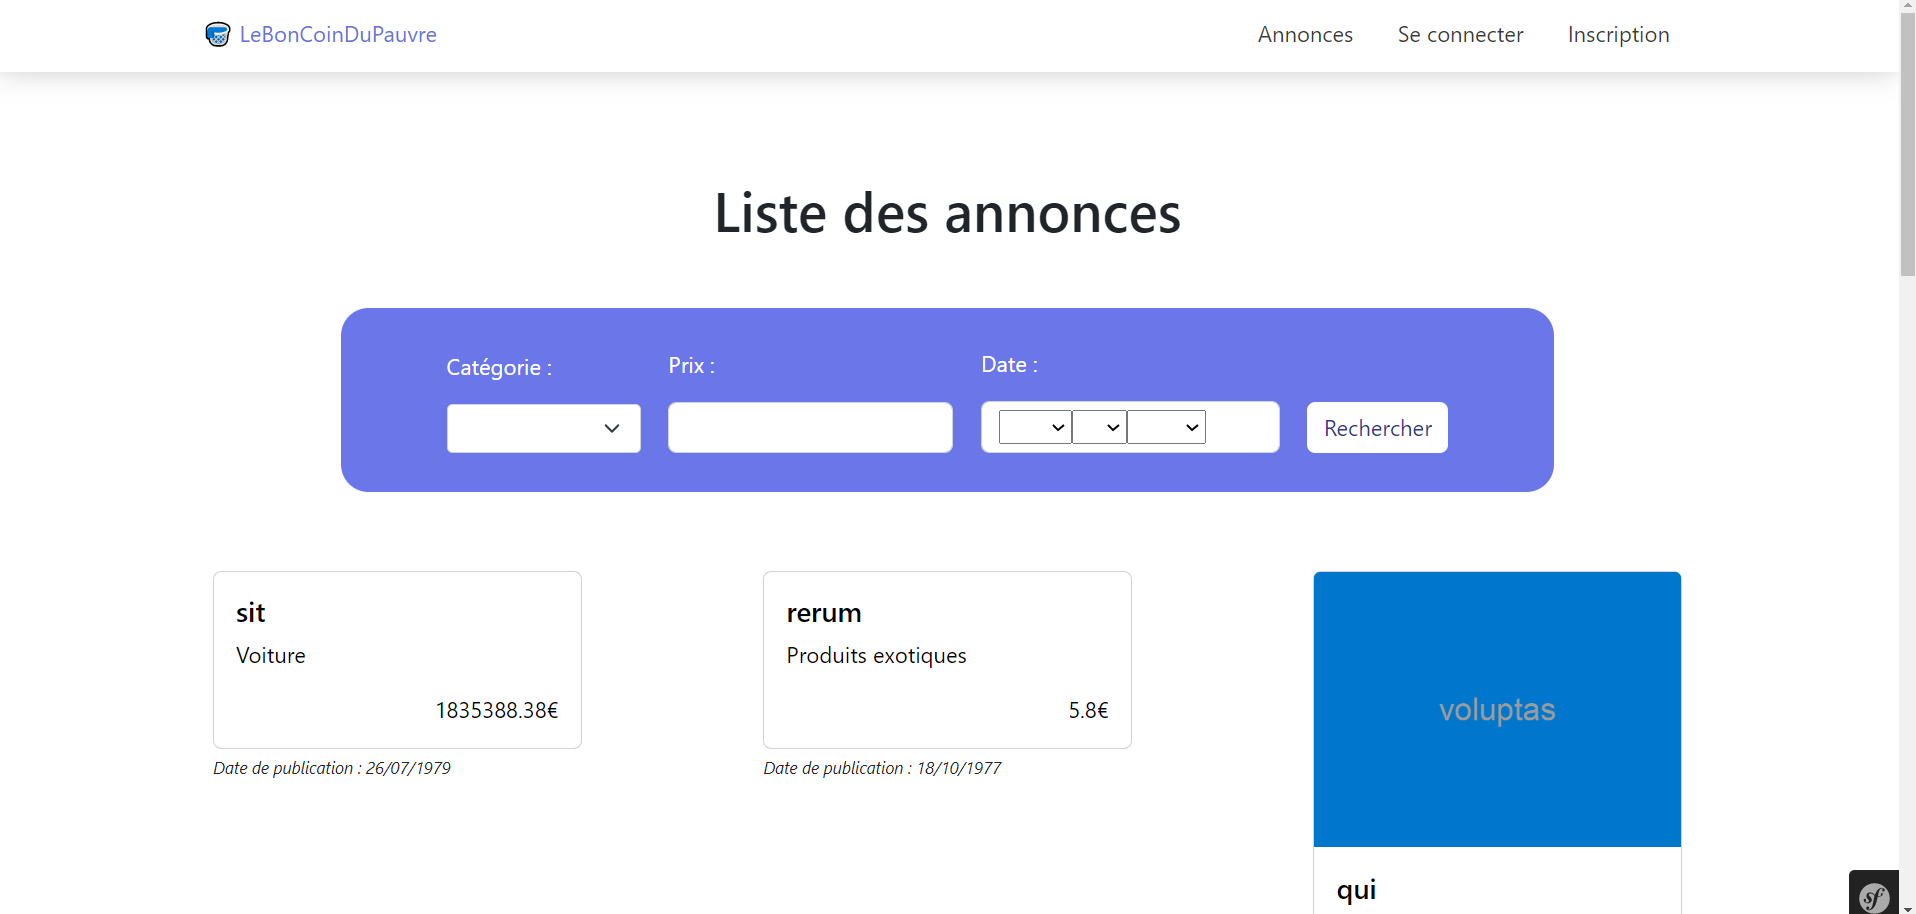 LeBonCoinDuPauvre
Annonces Se connecter Inscription
Liste des annonces
Catégorie : Prix : Date :
Rechercher
sit
Voiture
1835388.38€
Date de publication : 26/07/1979
rerum
Produits exotiques
5.8€
Date de publication : 18/10/1977
voluptas
qui
sf